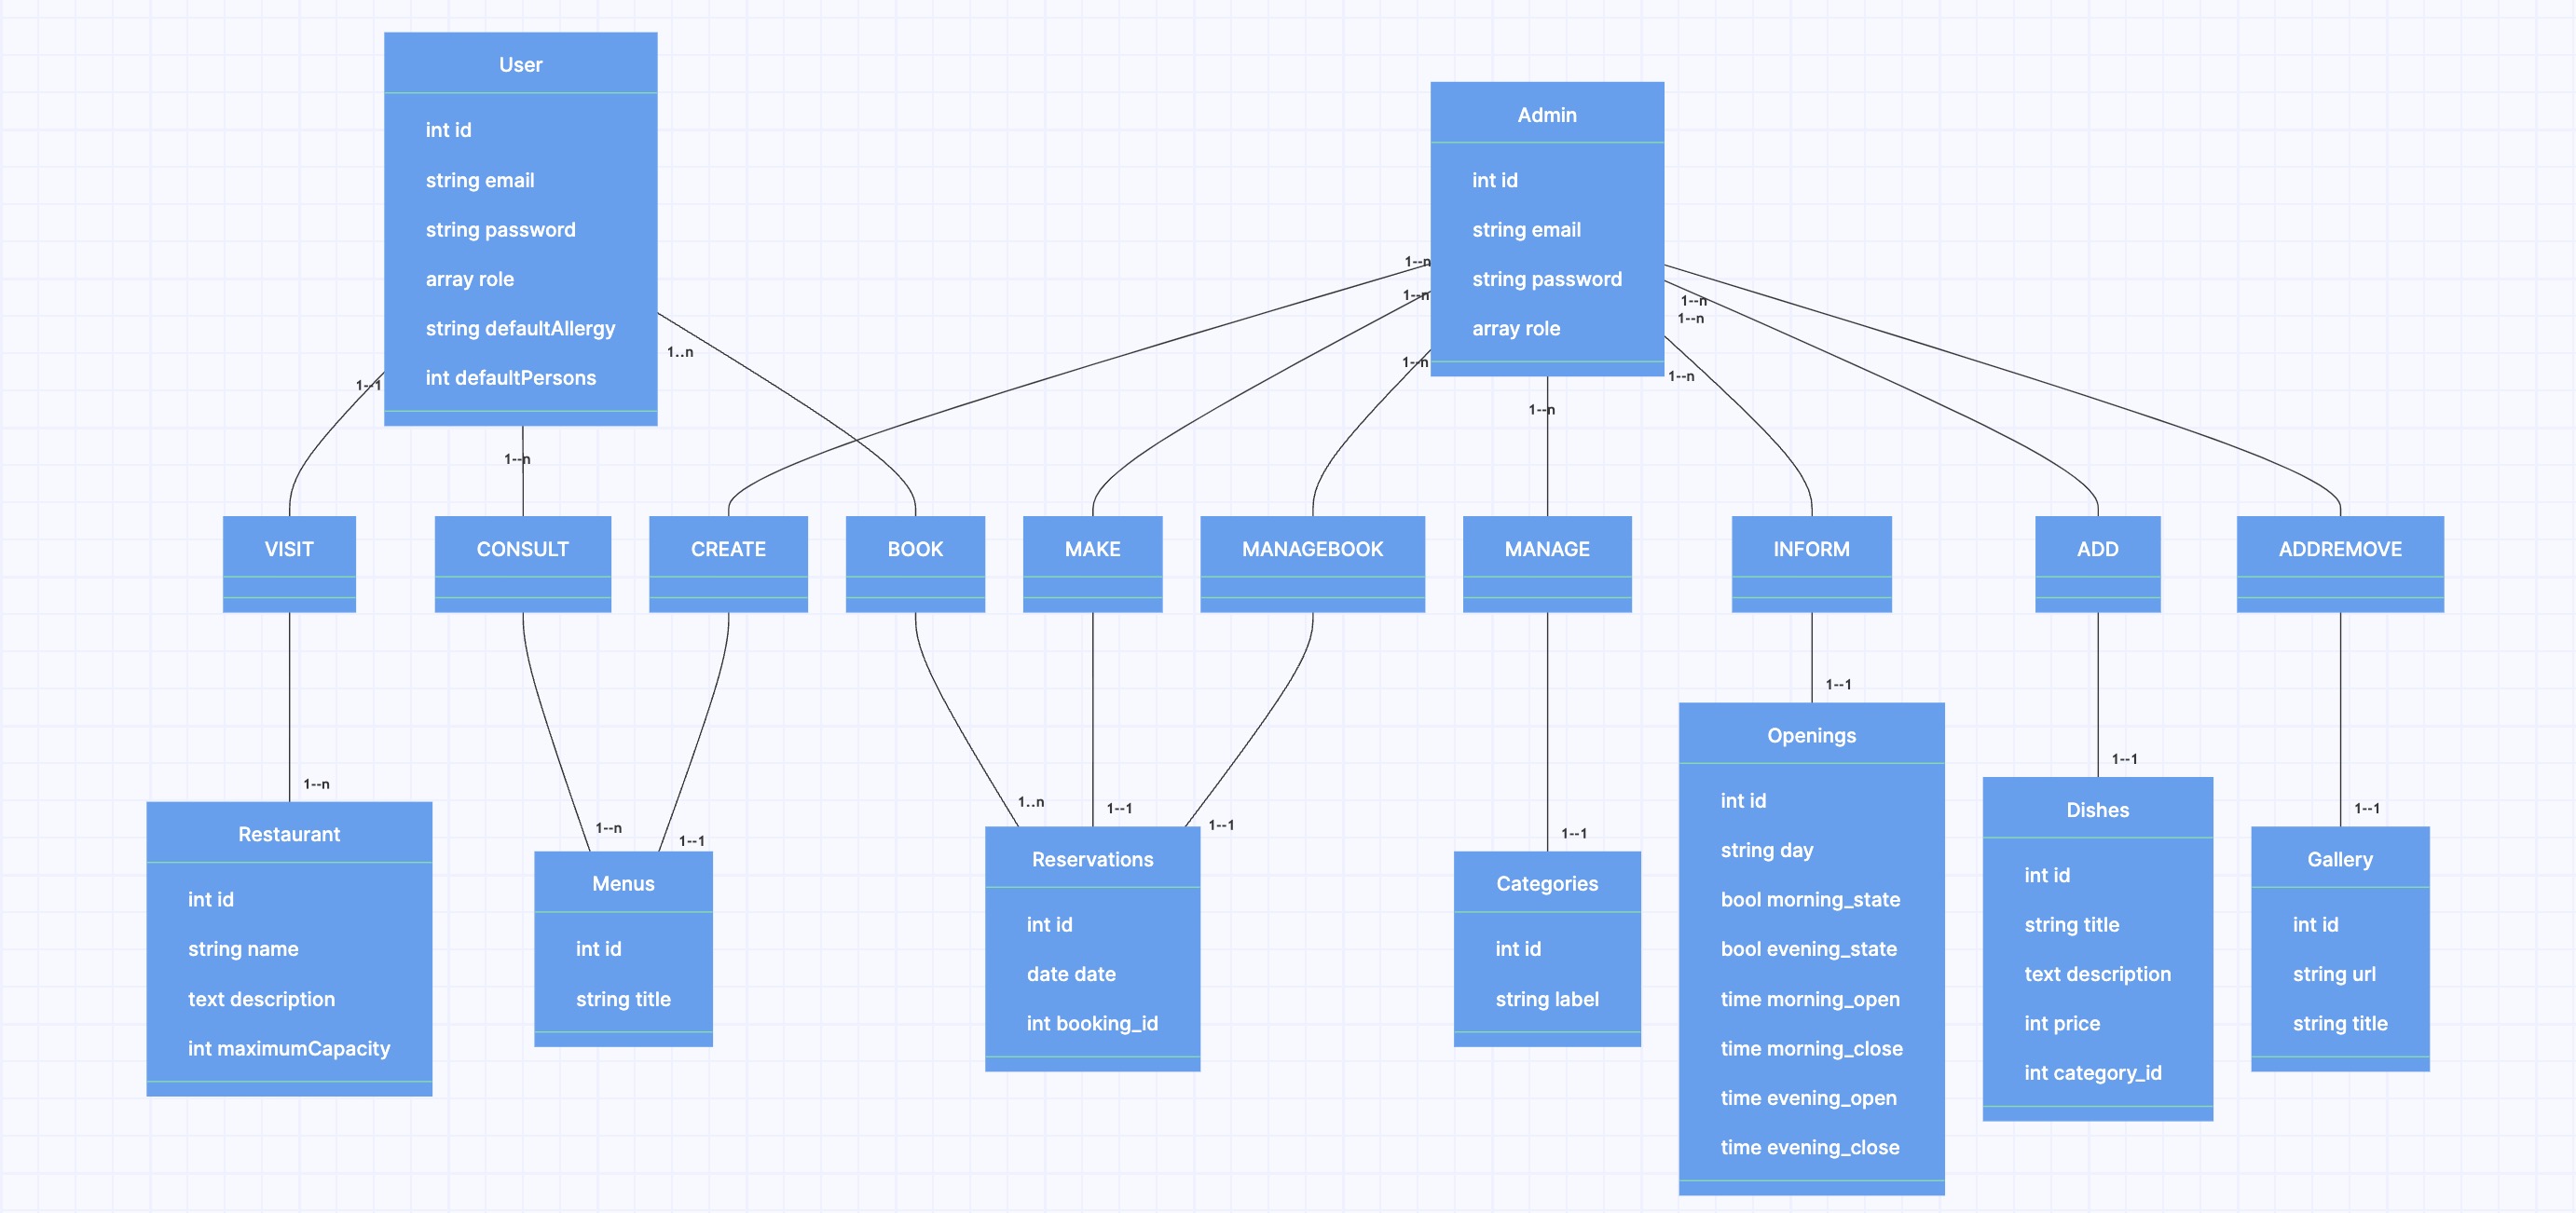 User
int id
string email
string password
array role
string defaultAllergy
int defaultPersons
Admin
int id
string email
string password
array role
1--1
1--n
1..n
1--n
1--n
1--n
1--n
1--n
1--n
1--n
VISIT
CONSULT
CREATE
BOOK
MAKE
MANAGEBOOK
MANAGE
INFORM
ADD
ADDREMOVE
1--n
1--n
1--1
1..n
1--1
1--1
1--1
1--1
1--1
1--1
Restaurant
int id
string name
text description
int maximumCapacity
Menus
int id
string title
Reservations
int id
date date
int booking_id
Categories
int id
string label
Openings
int id
string day
bool morning_state
bool evening_state
time morning_open
time morning_close
time evening_open
time evening_close
Dishes
int id
string title
text description
int price
int category_id
Gallery
int id
string url
string title